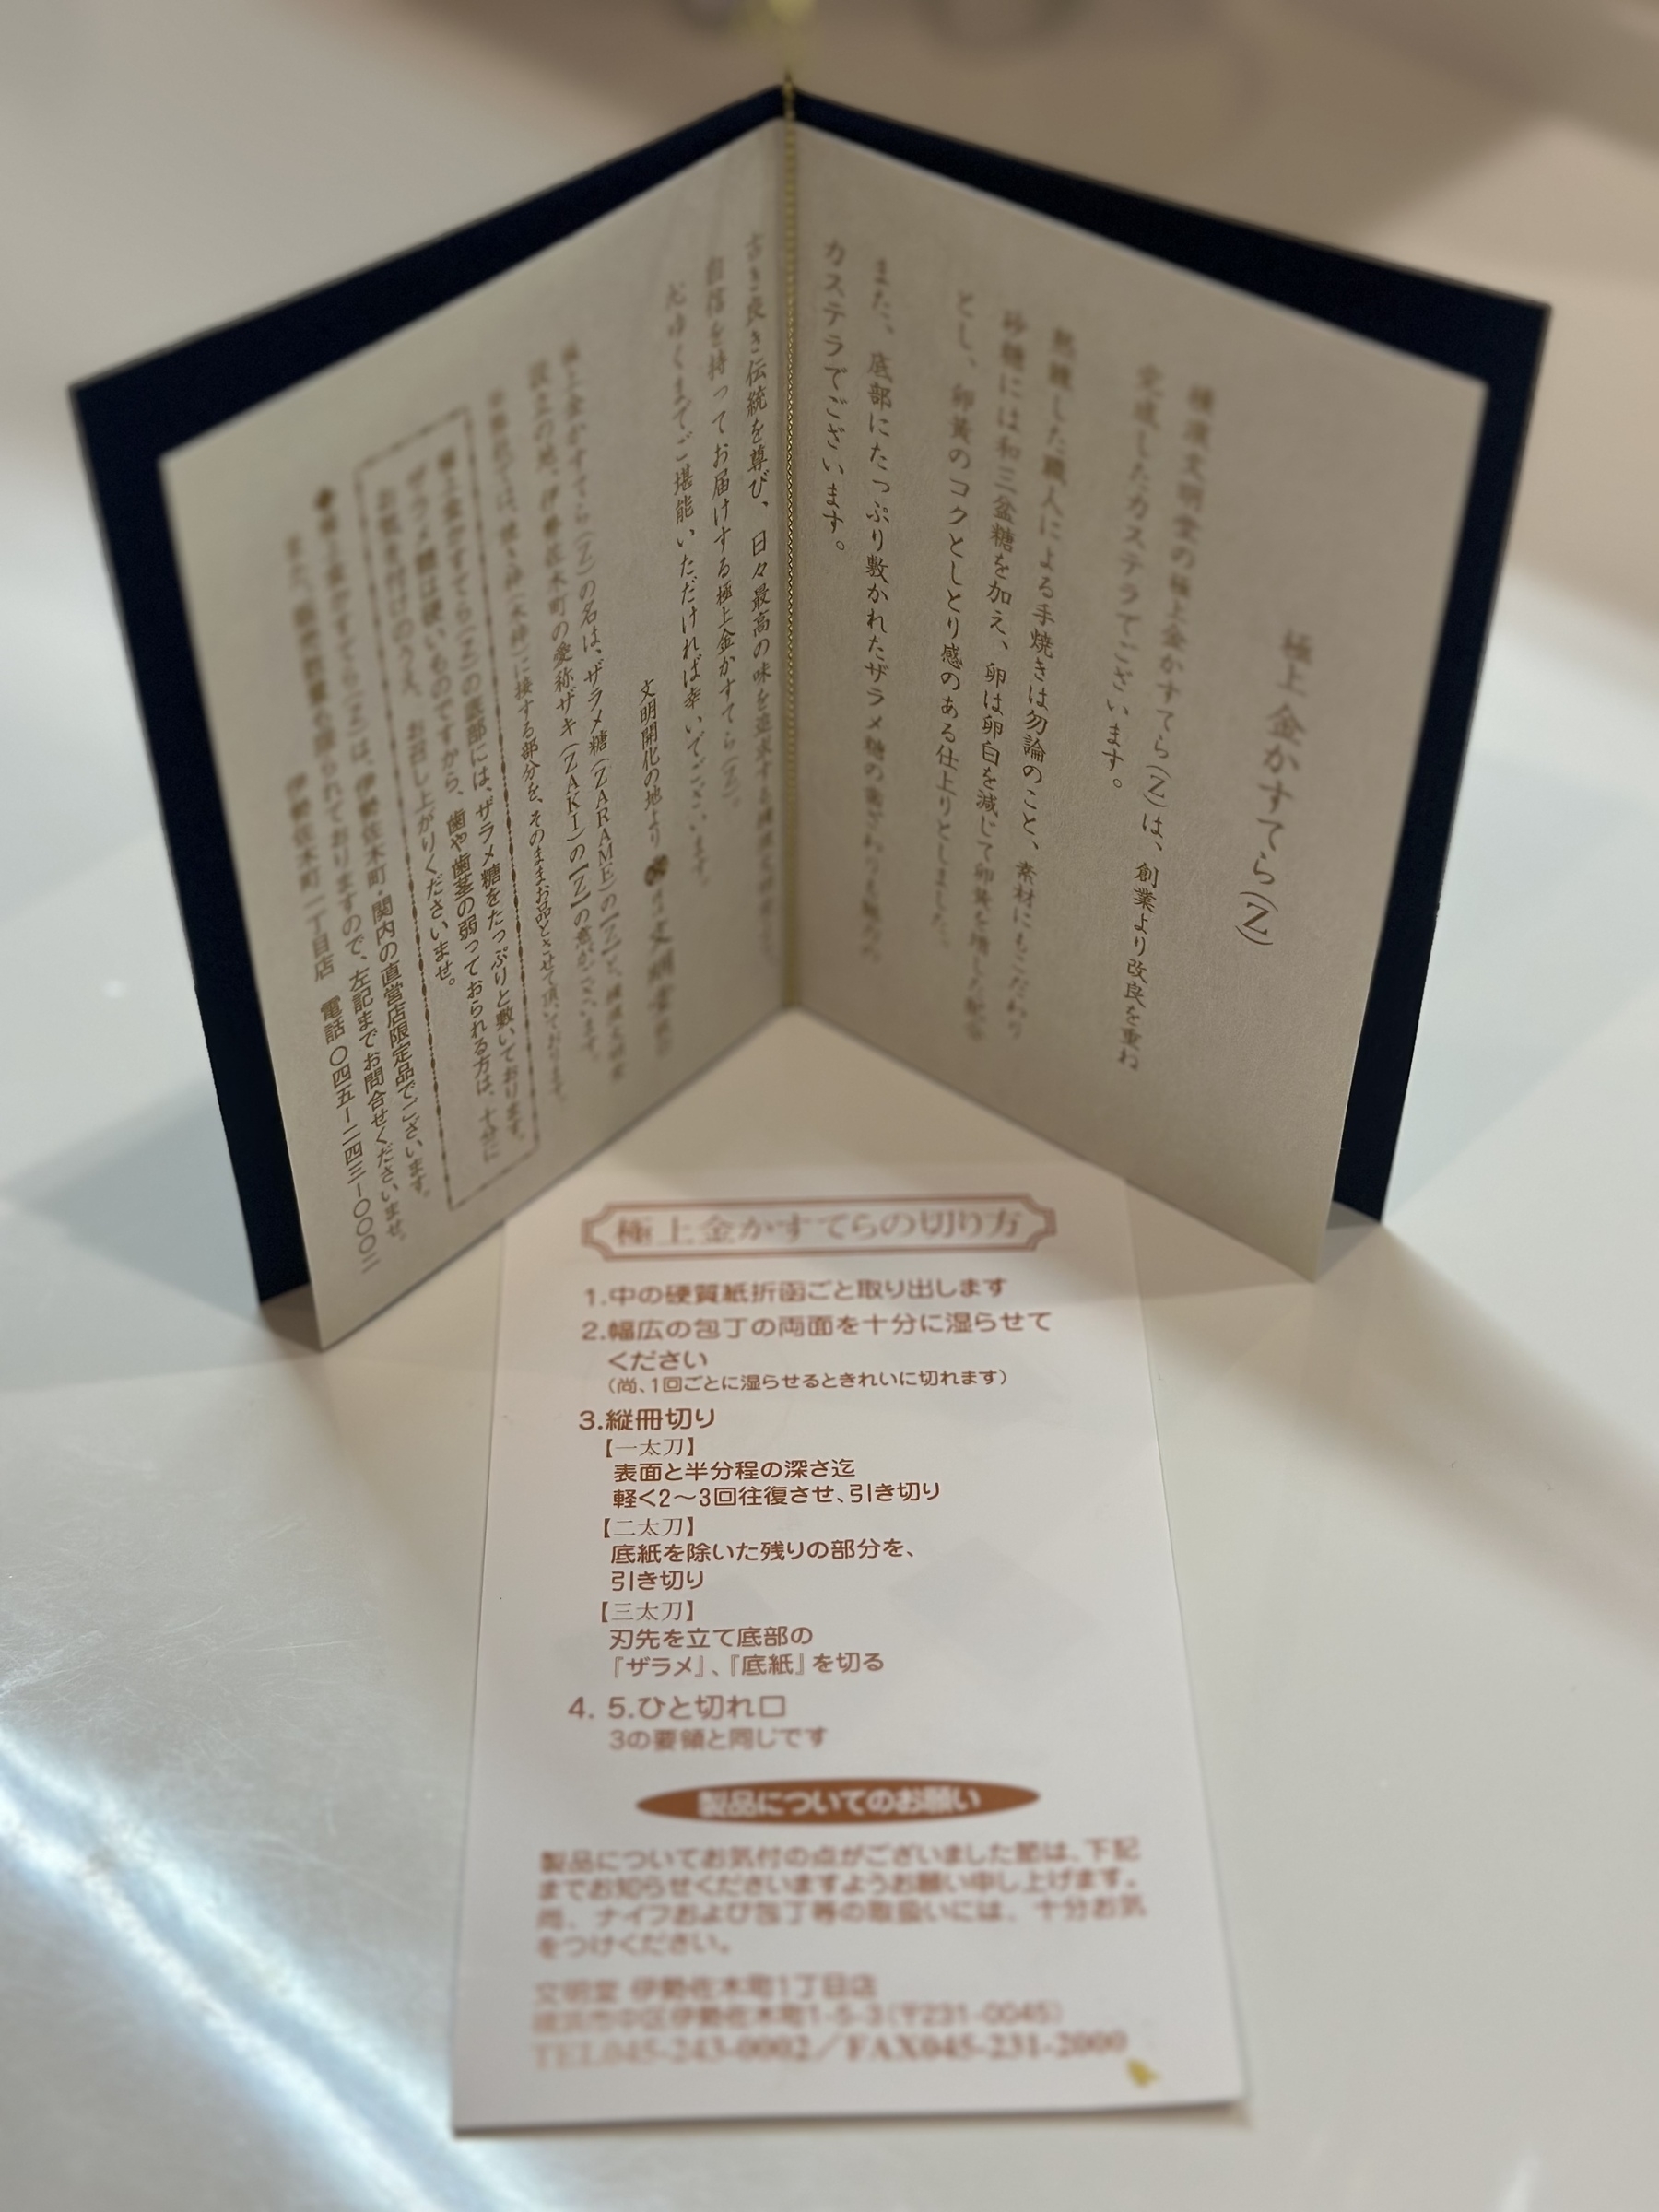 極上金かすてら(Z)
横濱文明堂の極上金かすてら(Z)は、創業より改良を重ね
完成したカステラでございます。
熟練した職人による手焼きは勿論のこと、素材にもこだわり
砂糖には和三盆糖を加え、卵は卵白を減じて卵黄を増した配合
とし、卵黄のコクとしとり感のある仕上りとしました。
また、底部にたっぷり敷かれたザラメ糖の歯ざわりも魅力の
カステラでございます。
古き良き伝統を尊び、日々最高の味を追求する横濱文明堂が、
自信を持ってお届けする極上金かすてら(Z)。
心ゆくまでご堪能いただければ幸いでございます。
文明開化の地より 文明堂
極上金かすてら(Z)の名は、ザラメ糖(ZARAME)の【Z】と、横濱文明堂
設立の地、伊勢佐木町の愛称ザキ(ZAKI)の【Z】の意がございます。
では、焼き枠(木枠)に接する部分を、そのままお品とさせて頂いております。
極上金かすてら(Z)の底部には、ザラメ糖をたっぷりと敷いております。
ザラメ糖は硬いものですから、歯や歯茎の弱っておられる方は、十分に
お気を付けのうえ、お召し上がりくださいませ。
◆極上金かすてら(Z)は、伊勢佐木町・関内の直営店限定品でございます。
また、販売数量も限られておりますので、左記までお問合せくださいませ。
伊勢佐木町一丁目店 電話〇四五ー二四三ー〇〇〇二
極上金かすてらの切り方
1.中の硬質紙折函ごと取り出します
2.幅広の包丁の両面を十分に湿らせて
ください
(尚、1回ごとに湿らせるときれいに切れます)
3.縦冊切り
【一太刀】
表面と半分程の深さ迄
軽く2〜3回往復させ、引き切り
【二太刀】
底紙を除いた残りの部分を、
引き切り
【三太刀】
刃先を立て底部の
『ザラメ』、『底紙』を切る
4. 5.ひと切れ口
3の要領と同じです
製品についてのお願い
製品についてお気付の点がございました節は、下記
までお知らせくださいますようお願い申し上げます。
尚、ナイフおよび包丁等の取扱いには、十分お気
をつけください。
文明堂 伊勢佐木町1丁目店
横浜市中区伊勢佐木町1-5-3(〒231-0045)
TEL045-243-0002／FAX045-231-2000